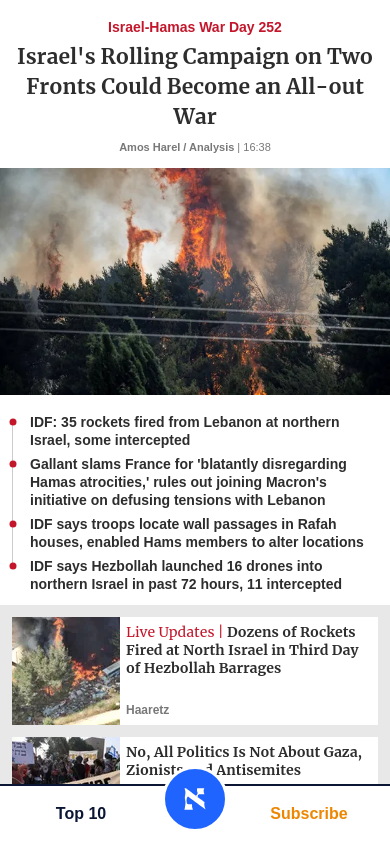 Israel-Hamas War Day 252
Israel's Rolling Campaign on Two
Fronts Could Become an All-out
War
Amos Harel / Analysis | 16:38
IDF: 35 rockets fired from Lebanon at northern
Israel, some intercepted
Gallant slams France for 'blatantly disregarding
Hamas atrocities,' rules out joining Macron's
initiative on defusing tensions with Lebanon
IDF says troops locate wall passages in Rafah
houses, enabled Hams members to alter locations
IDF says Hezbollah launched 16 drones into
northern Israel in past 72 hours, 11 intercepted
Live Updates | Dozens of Rockets
Fired at North Israel in Third Day
of Hezbollah Barrages
Haaretz
No, All Politics Is Not About Gaza,
Zionists Antisemites
Top 10
Subscribe